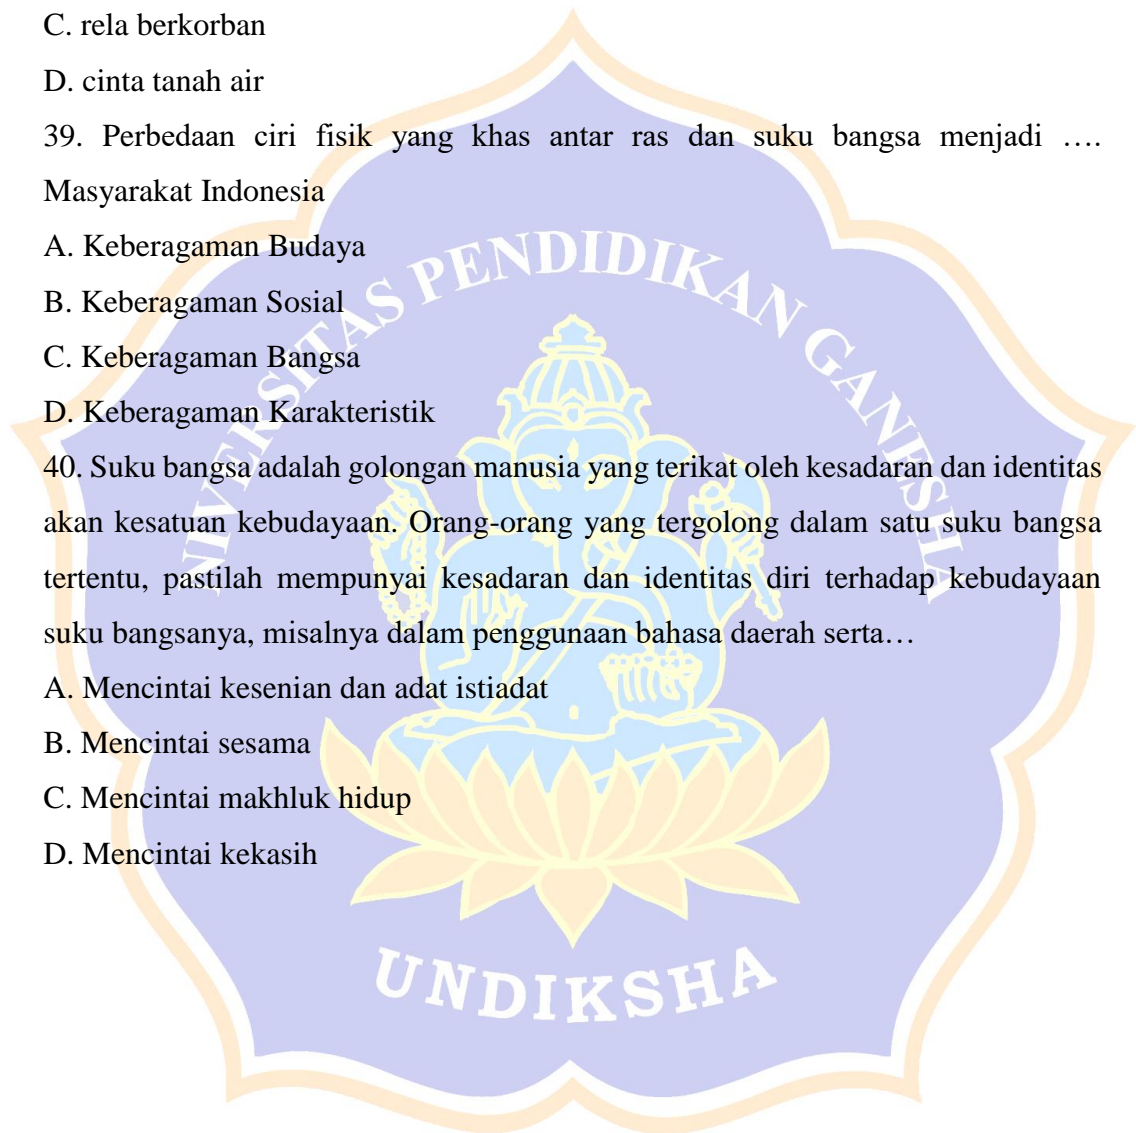 C. rela berkorban
D. cinta tanah air
39. Perbedaan ciri fisik yang khas antar ras dan suku bangsa menjadi ….
Masyarakat Indonesia
A. Keberagaman Budaya
B. Keberagaman Sosial
C. Keberagaman Bangsa
D. Keberagaman Karakteristik
40. Suku bangsa adalah golongan manusia yang terikat oleh kesadaran dan identitas
akan kesatuan kebudayaan. Orang-orang yang tergolong dalam satu suku bangsa
tertentu, pastilah mempunyai kesadaran dan identitas diri terhadap kebudayaan
suku bangsanya, misalnya dalam penggunaan bahasa daerah serta…
A. Mencintai kesenian dan adat istiadat
B. Mencintai sesama
C. Mencintai makhluk hidup
D. Mencintai kekasih
UNIVERSITAS PENDIDIKAN GANESHA
UNDIKSHA